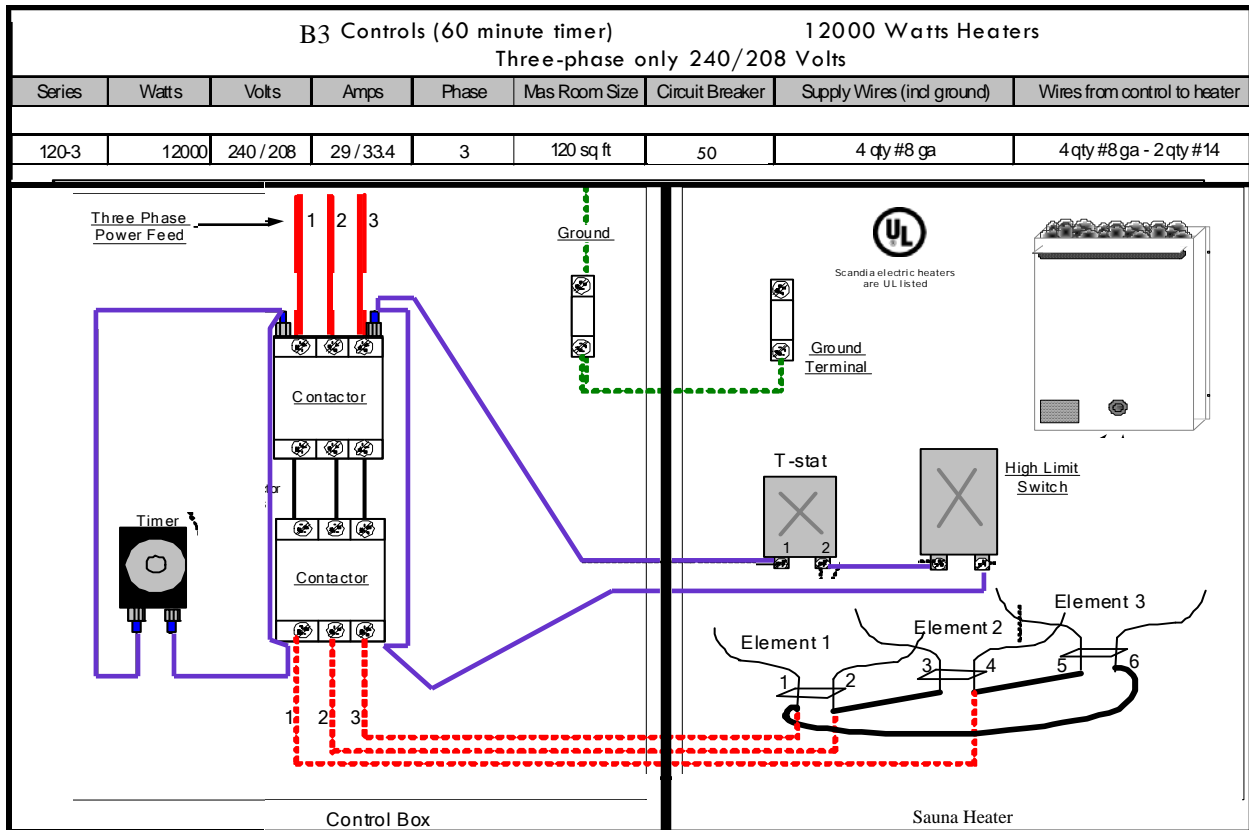 B3 Controls (60 minute timer) 12000 Watts Heaters
Three-phase only 240/208 Volts
Series Watts Volts Amps Phase Mas Room Size Circuit Breaker Supply Wires (incl ground) Wires from control to heater
120-3 12000 240 / 208 29 / 33.4 3 120 sq ft 50 4 qty #8 ga 4 qty #8 ga - 2 qty #14
Three Phase
Power Feed
1 2 3
Ground
UL
Scandia electric heaters
are UL listed
Ground
Terminal
Contactor
T-stat
High Limit
Switch
Timer
1 2
Contactor
Element 3
Element 2
Element 1
1 2 3 4 5 6
1 2 3
Control Box
Sauna Heater